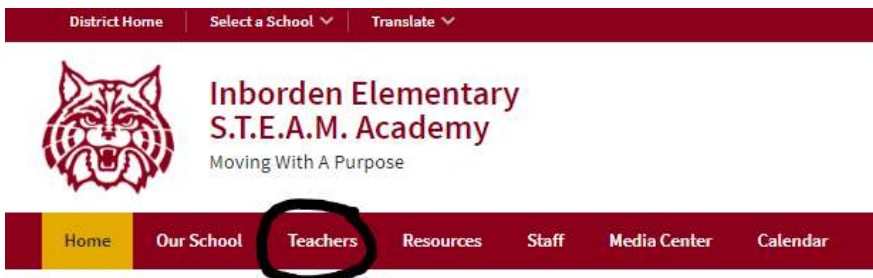 District Home Select a School Translate
Inborden Elementary
S.T.E.A.M. Academy
Moving With A Purpose
Home Our School Teachers Resources Staff Media Center Calendar